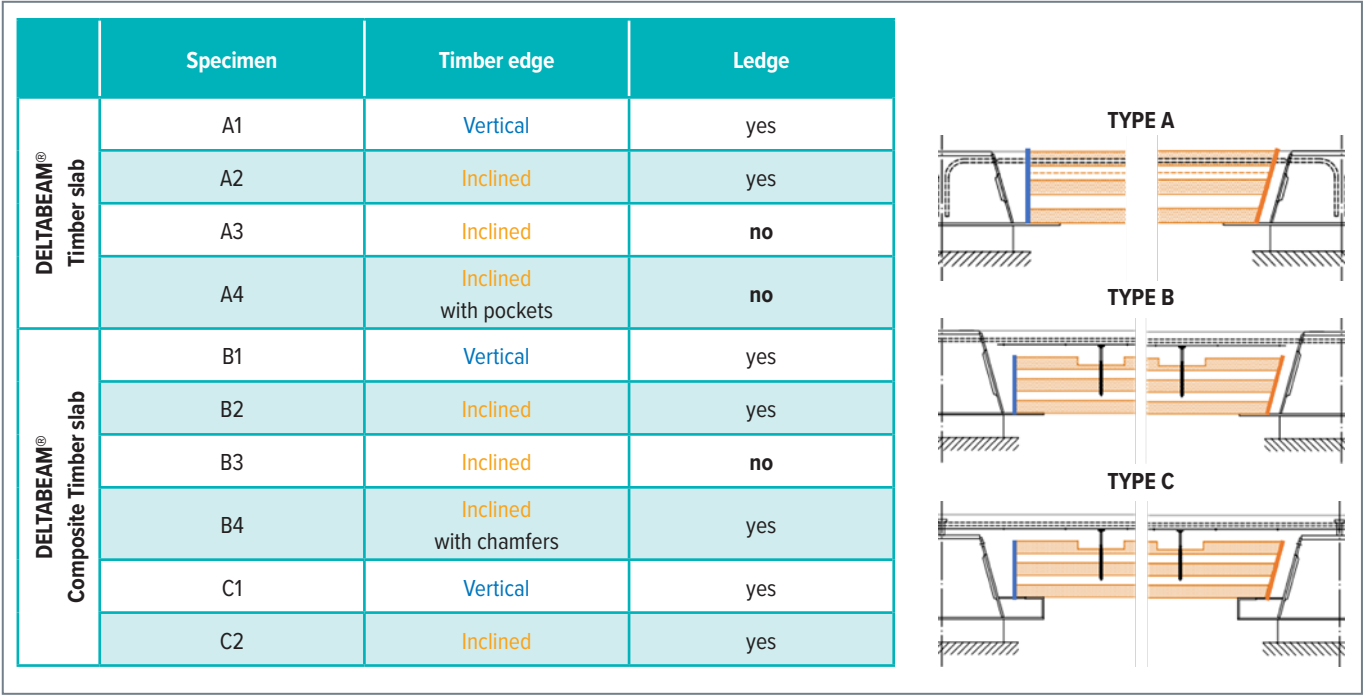 Specimen Timber edge Ledge
DELTABEAM®
Timber slab
A1 Vertical yes
A2 Inclined yes
A3 Inclined no
A4 Inclined
with pockets no
DELTABEAM®
Composite Timber slab
B1 Vertical yes
B2 Inclined yes
B3 Inclined no
B4 Inclined
with chamfers yes
C1 Vertical yes
C2 Inclined yes
TYPE A
TYPE B
TYPE C